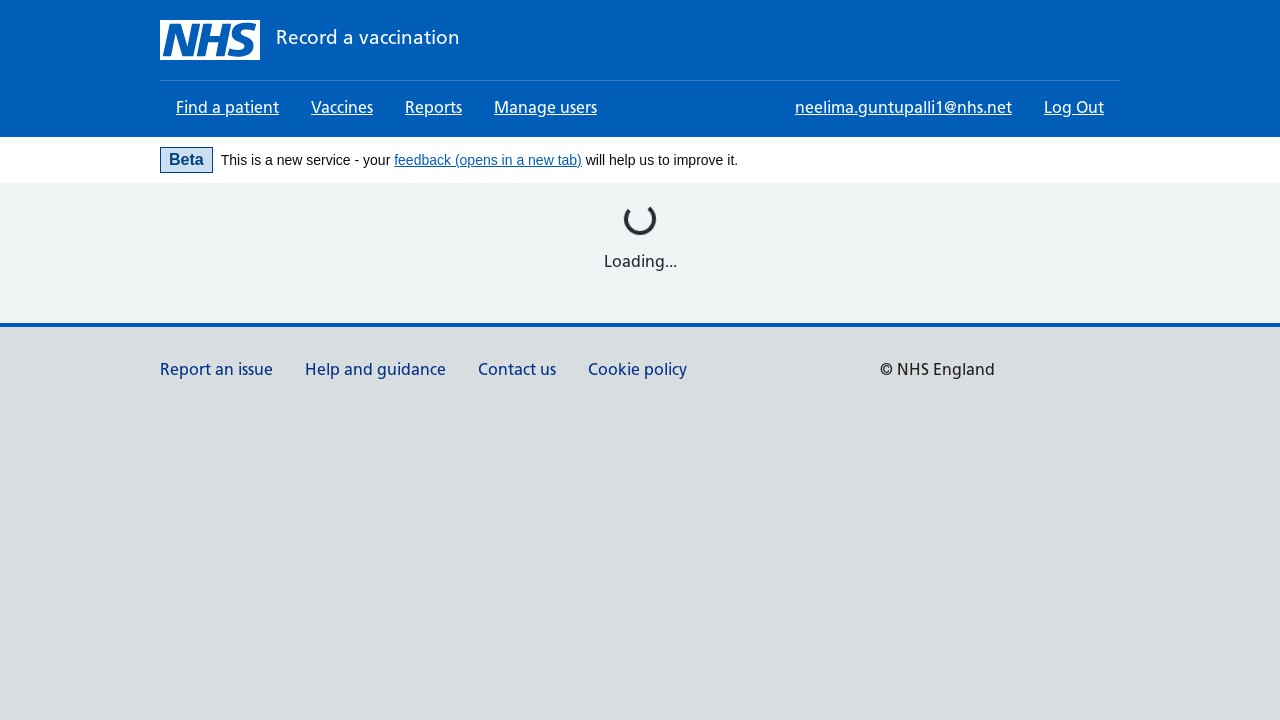 NHS
Record a vaccination
Find a patient
Vaccines
Reports
Manage users
neelima.guntupalli1@nhs.net
Log Out
Beta
This is a new service - your feedback (opens in a new tab) will help us to improve it.
Loading...
Report an issue
Help and guidance
Contact us
Cookie policy
© NHS England